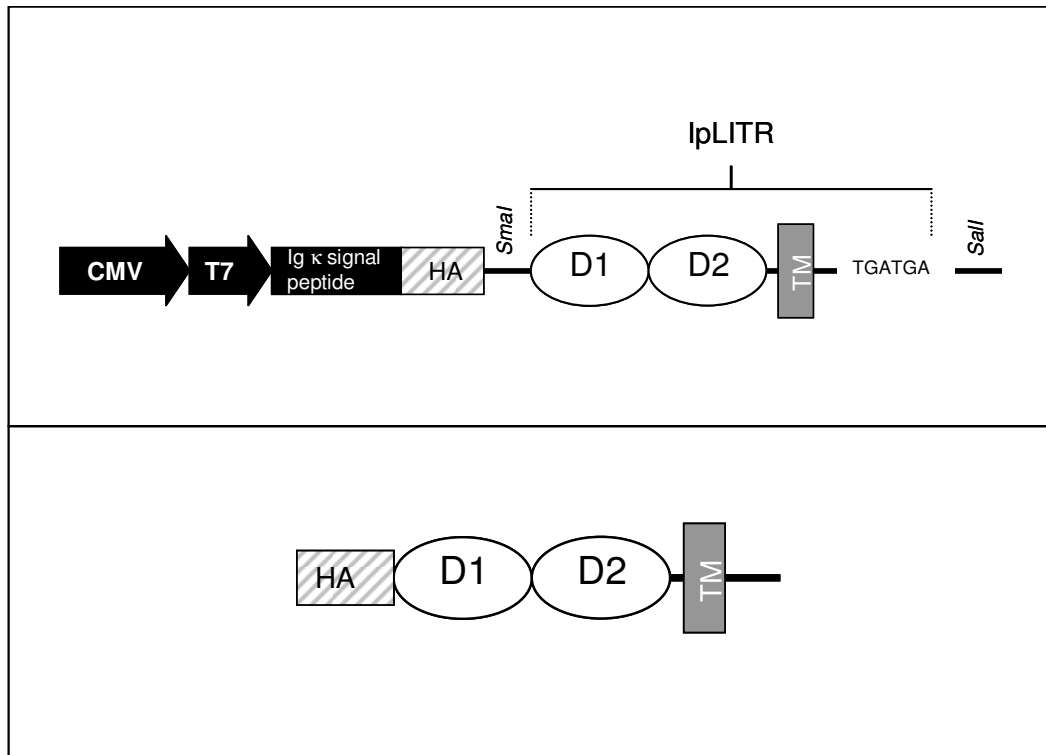 IpLITR
SmaI
SalI
CMV
T7
Ig κ signal
peptide
HA
D1
D2
TM
TGATGA
HA
D1
D2
TM